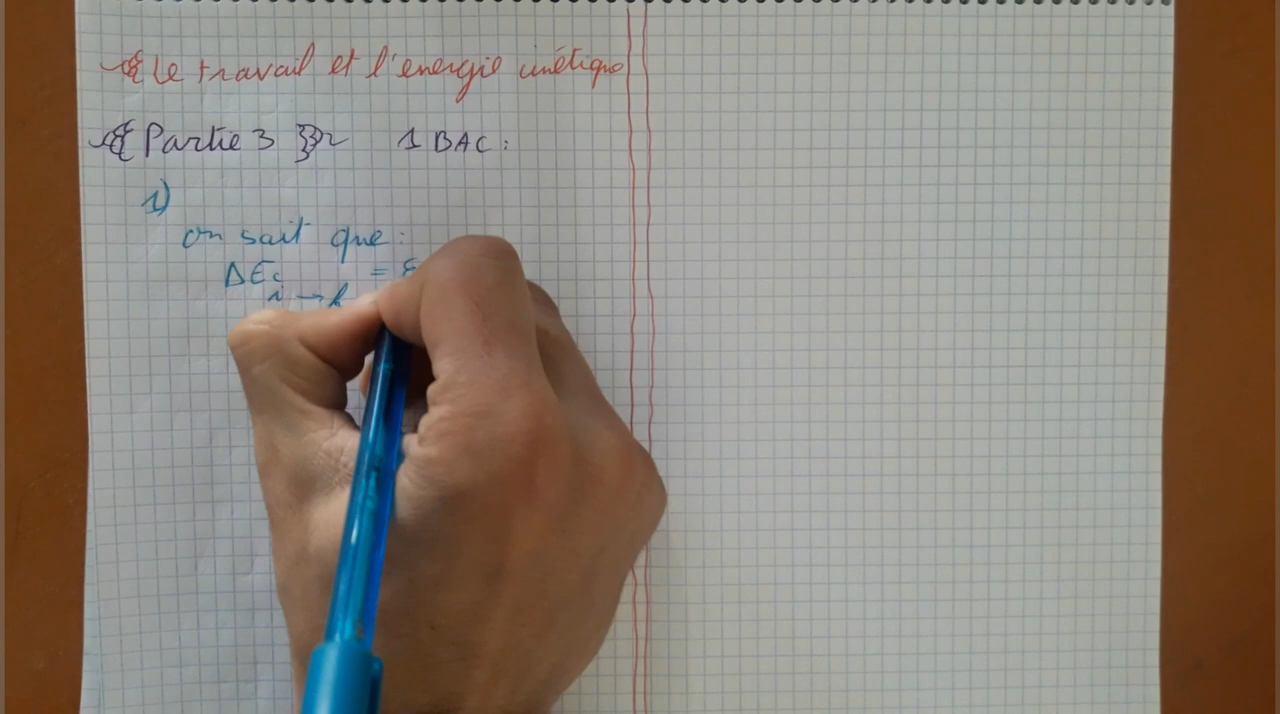 Le travail et l'energie cinétique
Partie 3 1 BAC :
1)
on sait que :
ΔEc = Σ
i → f